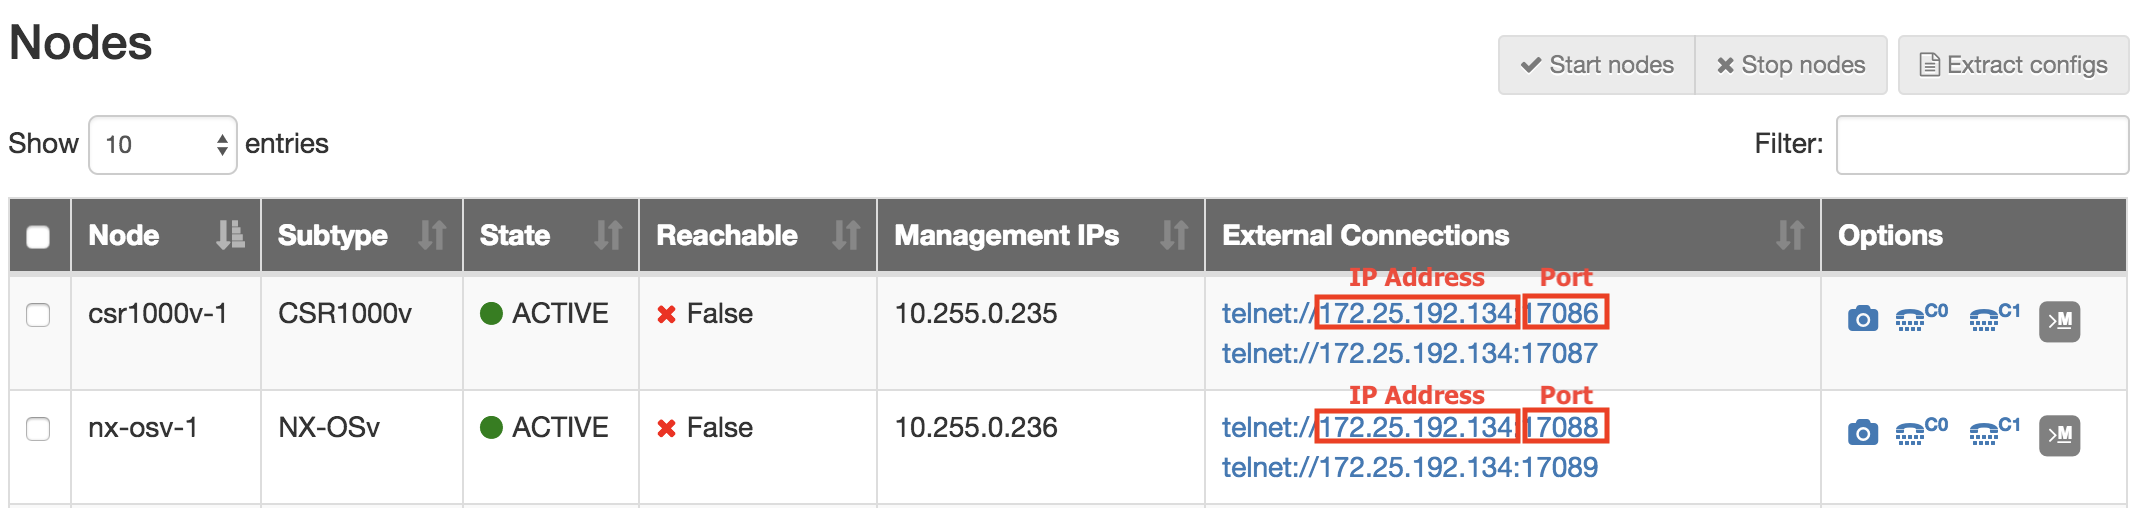 Nodes
Start nodes Stop nodes Extract configs
Show 10 entries Filter:
Node Subtype State Reachable Management IPs External Connections Options
IP Address Port
csr1000v-1 CSR1000v ACTIVE False 10.255.0.235 telnet://172.25.192.134:17086 C0 C1 >M
telnet://172.25.192.134:17087
IP Address Port
nx-osv-1 NX-OSv ACTIVE False 10.255.0.236 telnet://172.25.192.134:17088 C0 C1 >M
telnet://172.25.192.134:17089